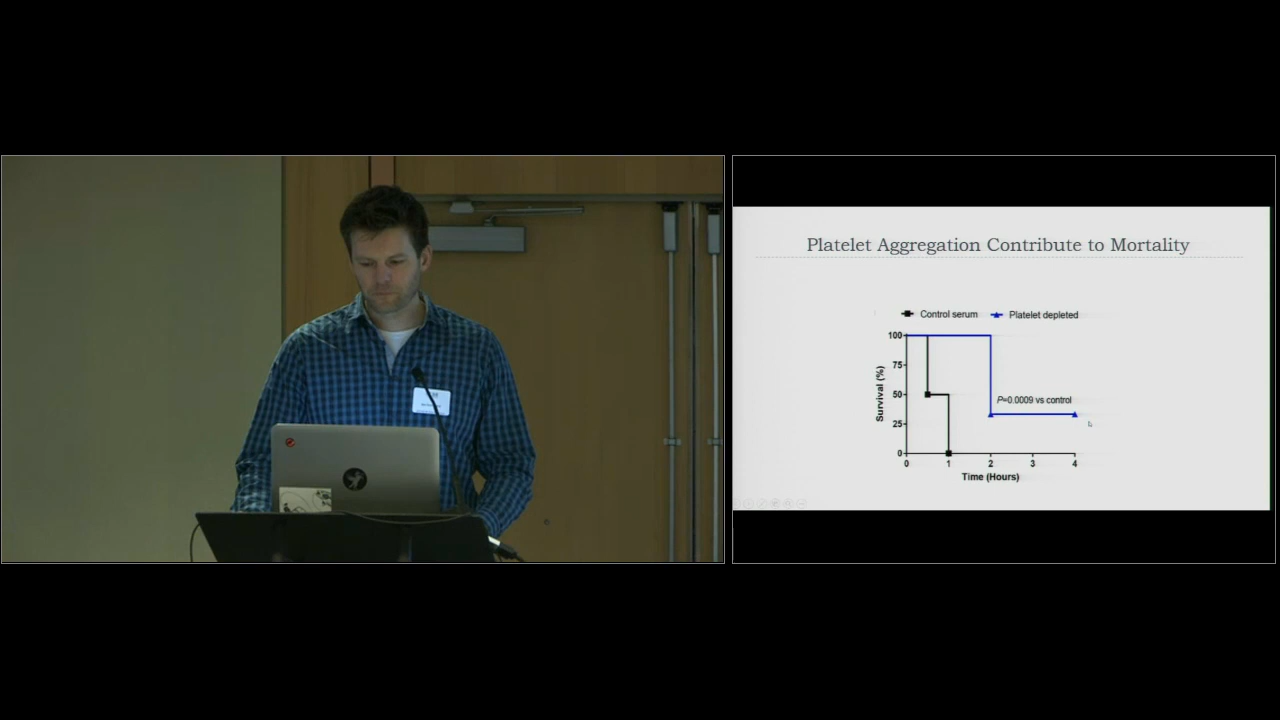 Platelet Aggregation Contribute to Mortality
Control serum Platelet depleted
100
75
50
25
0
Survival (%)
P=0.0009 vs control
0 1 2 3 4
Time (Hours)